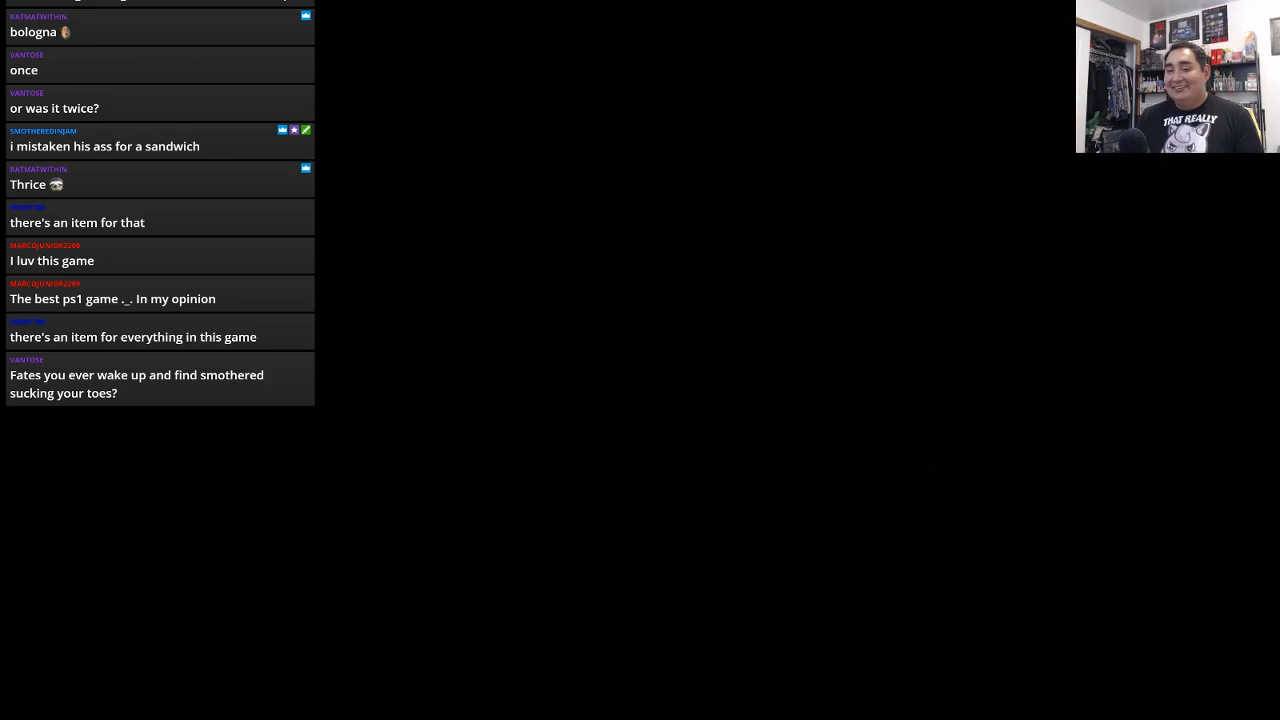 RATMATWITHIN
bologna
VANTOSE
once
VANTOSE
or was it twice?
SMOTHEREDINJAM
i mistaken his ass for a sandwich
RATMATWITHIN
Thrice
there's an item for that
MARCOJUNIOR2209
I luv this game
MARCOJUNIOR2209
The best ps1 game ._. In my opinion
there's an item for everything in this game
VANTOSE
Fates you ever wake up and find smothered
sucking your toes?
THAT REALLY